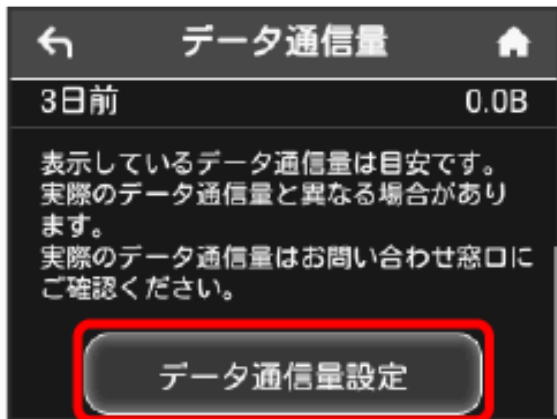 データ通信量
3日前 0.0B
表示しているデータ通信量は目安です。
実際のデータ通信量と異なる場合があり
ます。
実際のデータ通信量はお問い合わせ窓口に
ご確認ください。
データ通信量設定